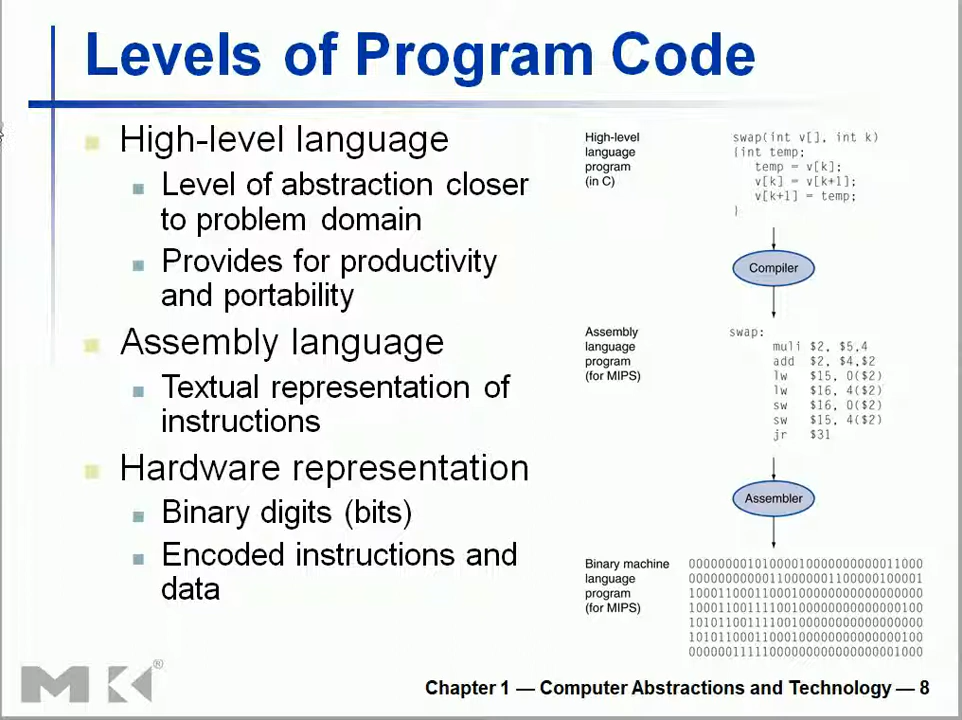 Levels of Program Code
High-level language
Level of abstraction closer
to problem domain
Provides for productivity
and portability
Assembly language
Textual representation of
instructions
Hardware representation
Binary digits (bits)
Encoded instructions and
data
High-level
language
program
(in C)
swap(int v[], int k)
{int temp;
temp = v[k];
v[k] = v[k+1];
v[k+1] = temp;
}
Compiler
Assembly
language
program
(for MIPS)
swap:
muli $2, $5,4
add $2, $4,$2
lw $15, 0($2)
lw $16, 4($2)
sw $16, 0($2)
sw $15, 4($2)
jr $31
Assembler
Binary machine
language
program
(for MIPS)
00000000101000010000000000011000
00000000000110000001100000100001
10001100011000100000000000000000
10001100111100100000000000000100
10101100111100100000000000000000
10101100011000100000000000000100
00000011111000000000000000001000
MK®
Chapter 1 — Computer Abstractions and Technology — 8